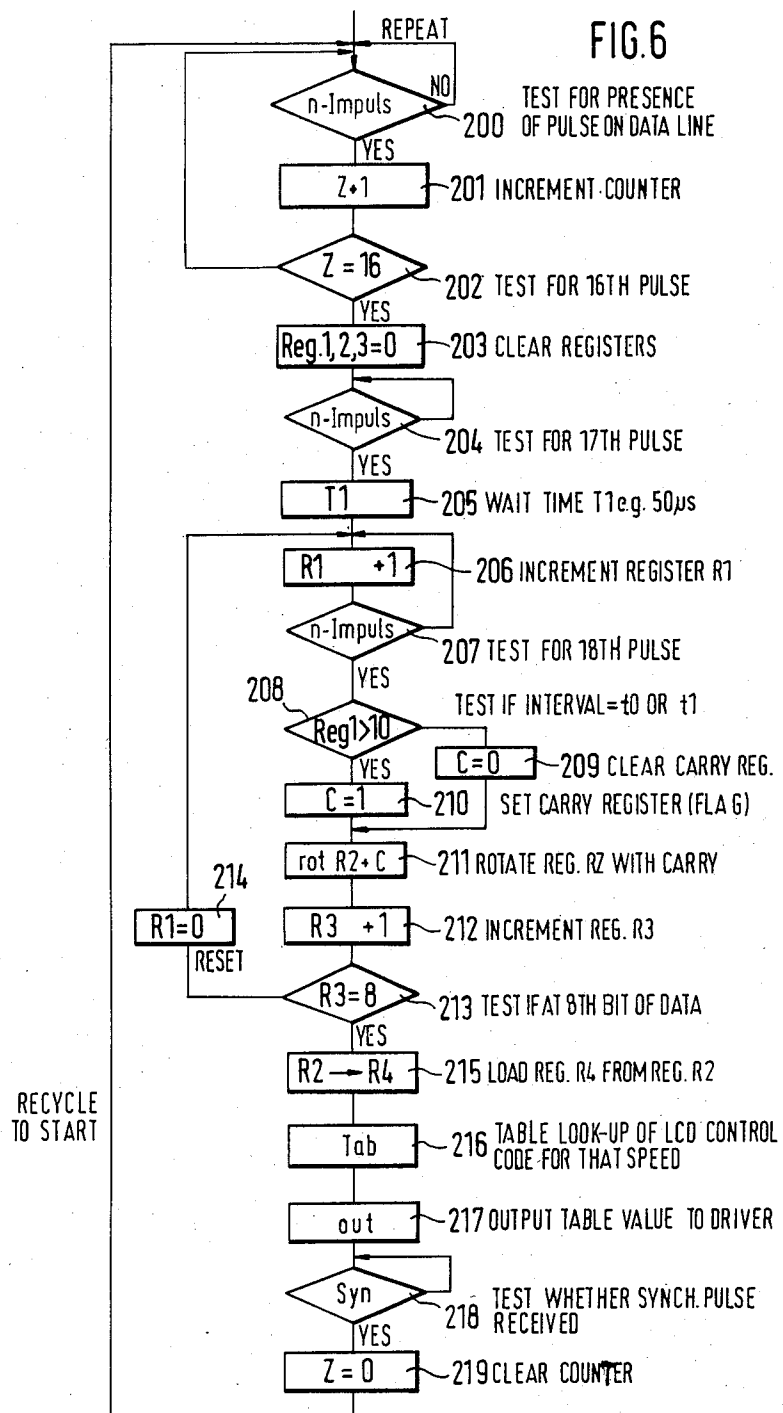 REPEAT
FIG.6
n-Impuls
NO
TEST FOR PRESENCE
200 OF PULSE ON DATA LINE
YES
Z+1
201 INCREMENT COUNTER
Z = 16
202 TEST FOR 16TH PULSE
YES
Reg.1,2,3=0
203 CLEAR REGISTERS
n-Impuls
204 TEST FOR 17TH PULSE
YES
T1
205 WAIT TIME T1 e.g. 50µs
R1 +1
206 INCREMENT REGISTER R1
n-Impuls
207 TEST FOR 18TH PULSE
YES
208
TEST IF INTERVAL=t0 OR t1
Reg1>10
C=0
209 CLEAR CARRY REG.
YES
C=1
210 SET CARRY REGISTER (FLAG)
rot R2+C
211 ROTATE REG. R2 WITH CARRY
214
R1=0
R3 +1
212 INCREMENT REG. R3
RESET
R3=8
213 TEST IF AT 8TH BIT OF DATA
YES
R2 → R4
215 LOAD REG. R4 FROM REG. R2
RECYCLE
TO START
Tab
216 TABLE LOOK-UP OF LCD CONTROL
CODE FOR THAT SPEED
out
217 OUTPUT TABLE VALUE TO DRIVER
Syn
218 TEST WHETHER SYNCH. PULSE
RECEIVED
YES
Z = 0
219 CLEAR COUNTER